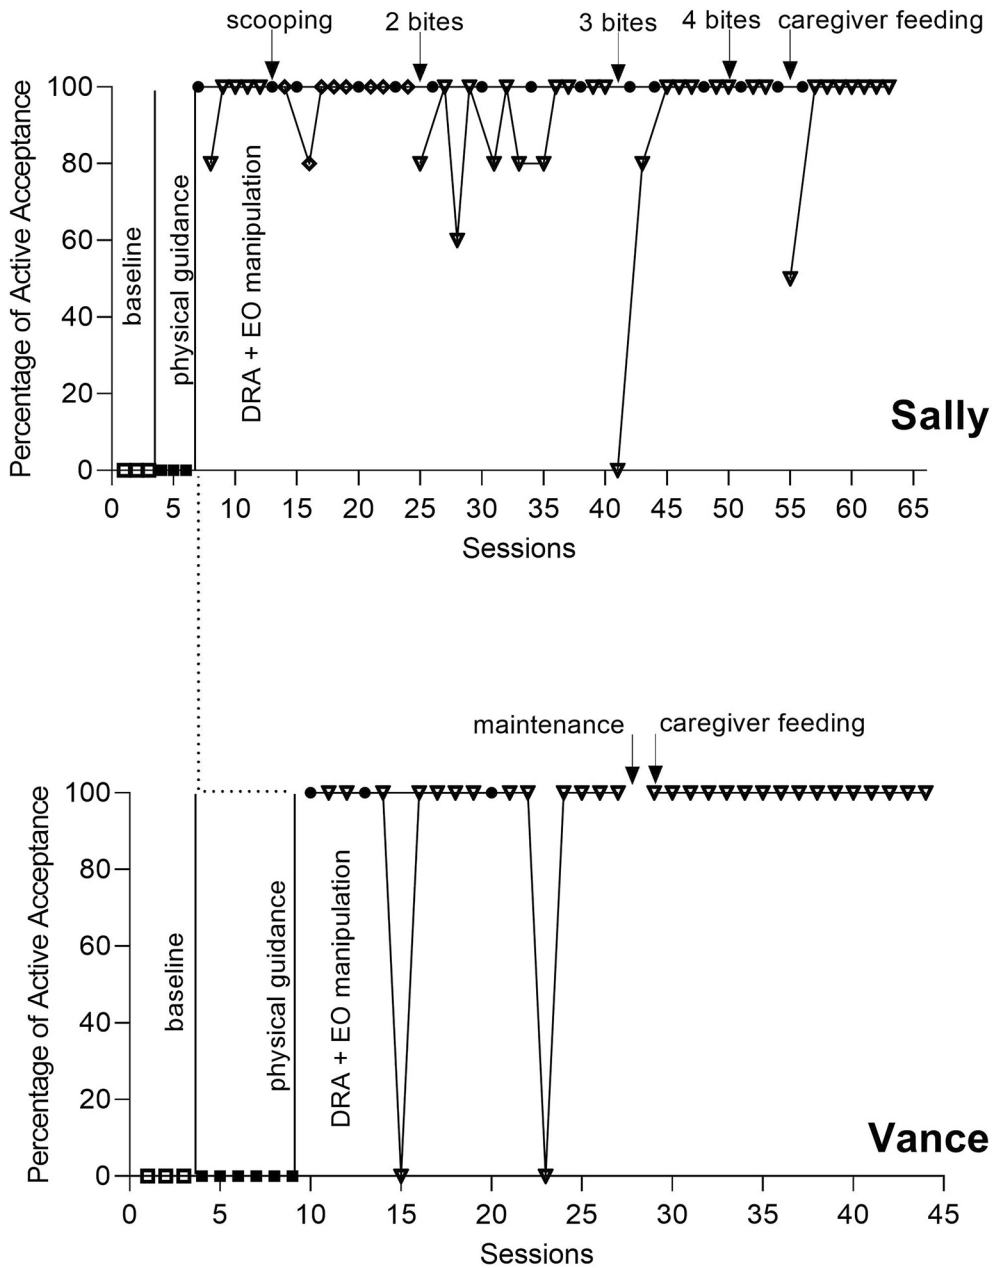 scooping 2 bites 3 bites 4 bites caregiver feeding
Percentage of Active Acceptance
100
80
60
40
20
0
baseline
physical guidance
DRA + EO manipulation
Sally
0 5 10 15 20 25 30 35 40 45 50 55 60 65
Sessions
maintenance caregiver feeding
Percentage of Active Acceptance
100
80
60
40
20
0
baseline
physical guidance
DRA + EO manipulation
Vance
0 5 10 15 20 25 30 35 40 45
Sessions